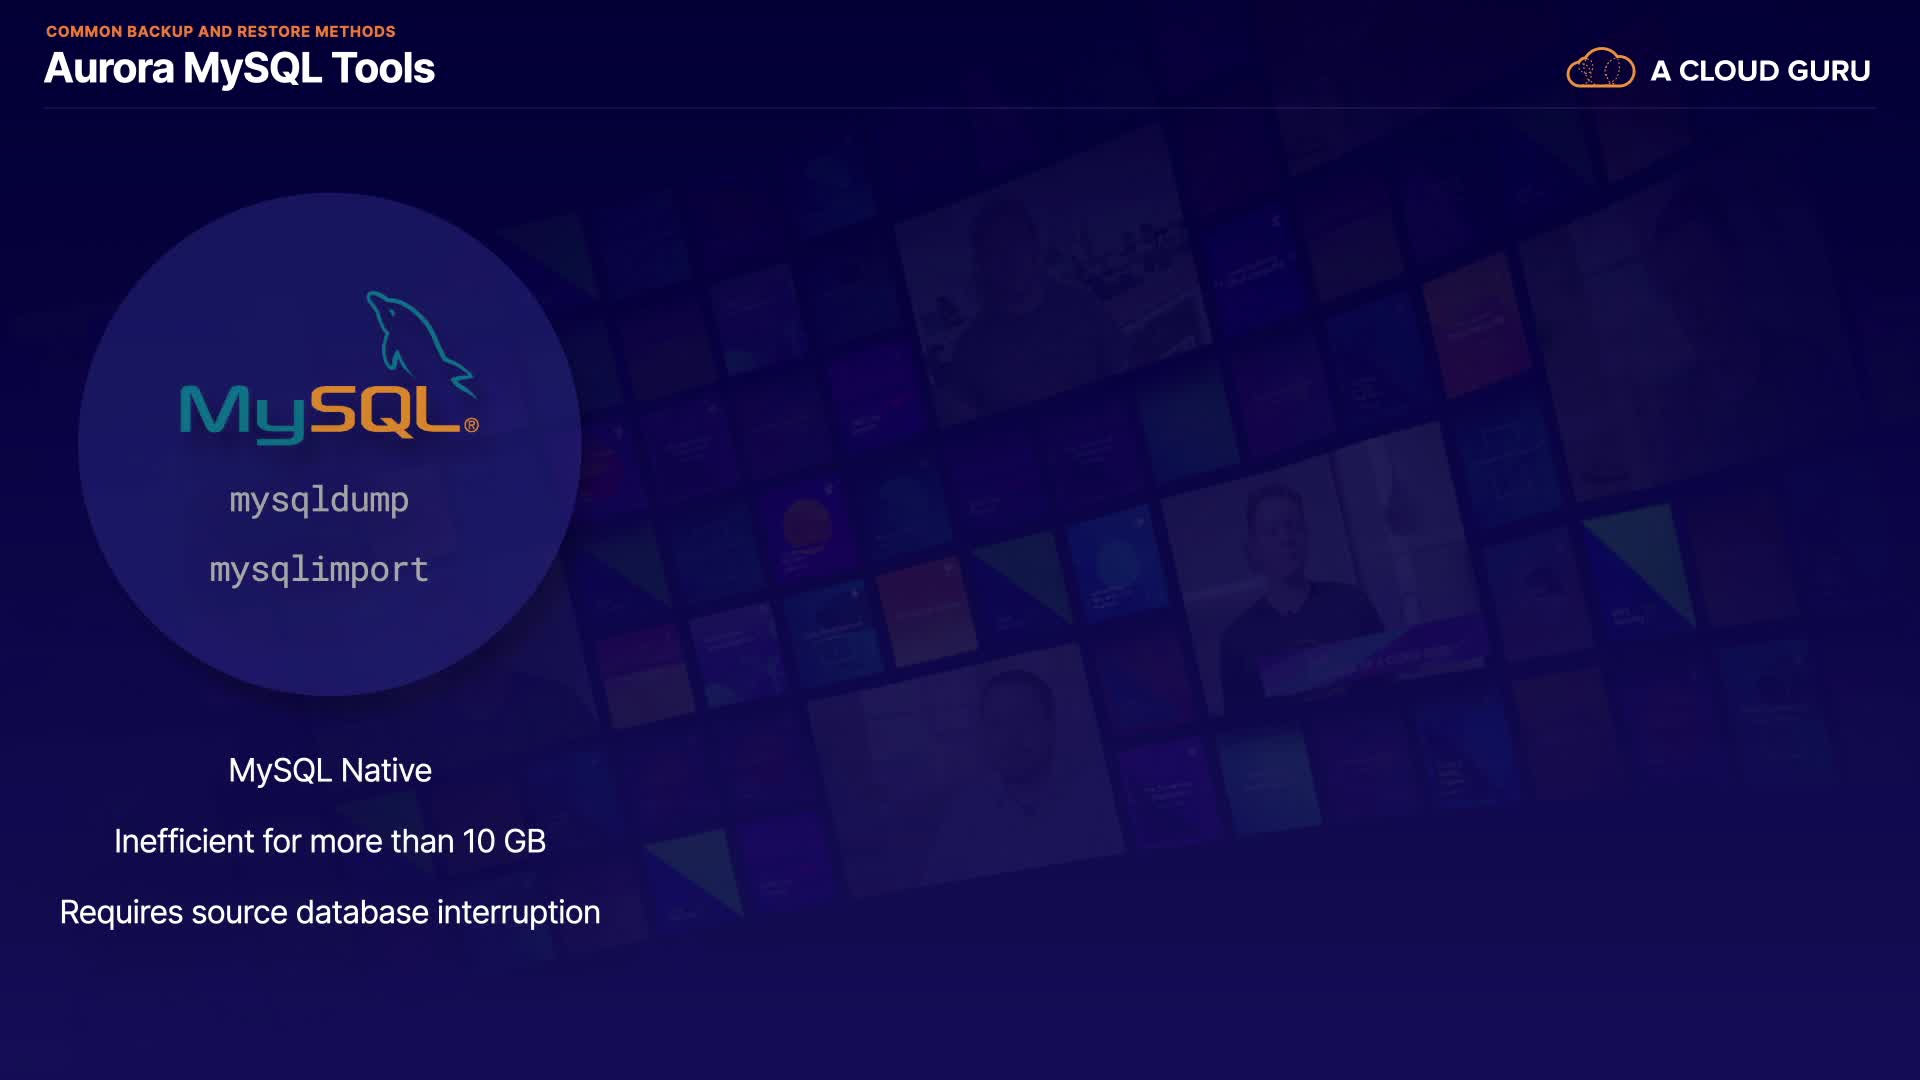 COMMON BACKUP AND RESTORE METHODS
Aurora MySQL Tools
A CLOUD GURU
MySQL®
mysqldump
mysqlimport
MySQL Native
Inefficient for more than 10 GB
Requires source database interruption